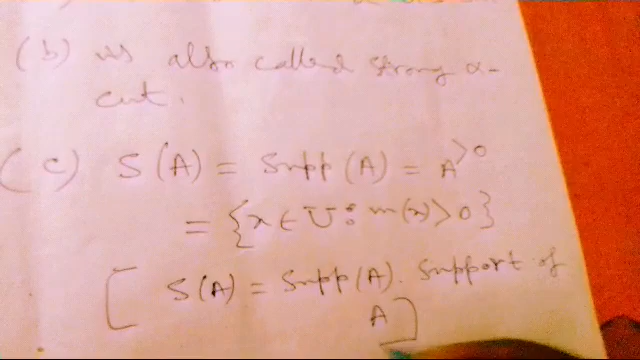 (b) is also called strong α-
cut.
(c) S(A) = Supp(A) = A^{>0}
= {x ∈ U : m(x) > 0}
[ S(A) = Supp(A). Support of
A ]